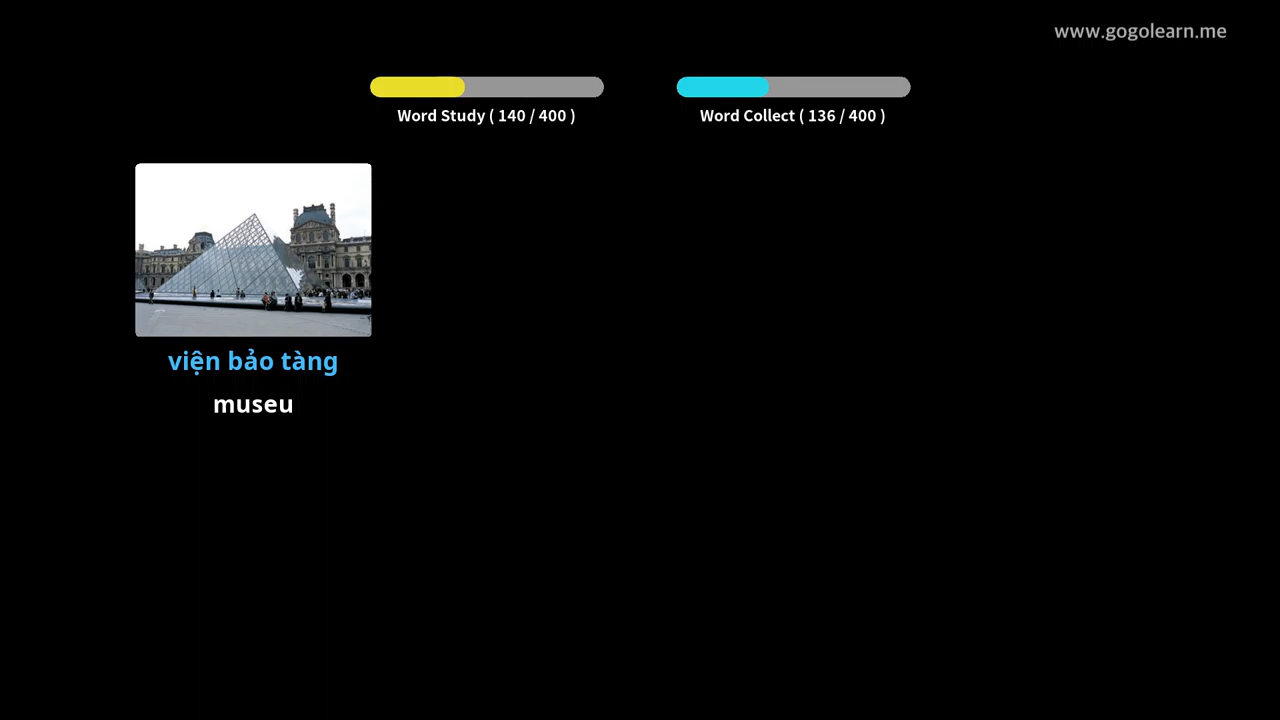 www.gogolearn.me
Word Study ( 140 / 400 )
Word Collect ( 136 / 400 )
viện bảo tàng
museu